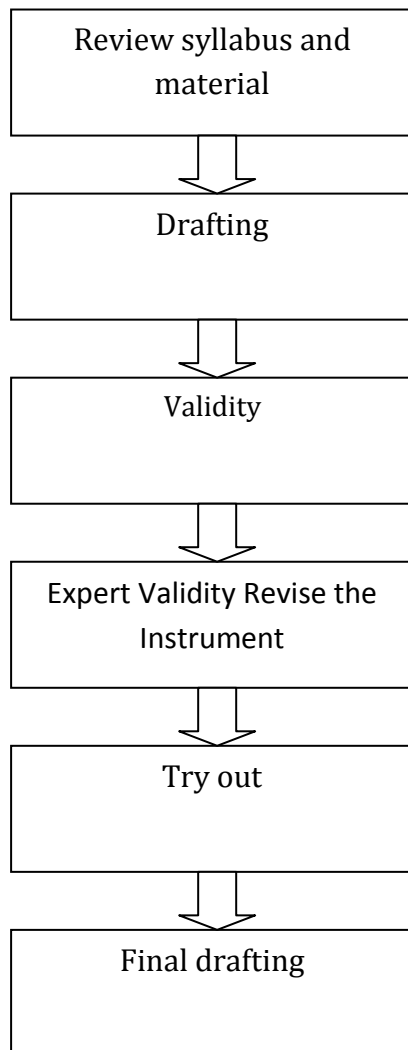 Review syllabus and
material
Drafting
Validity
Expert Validity Revise the
Instrument
Try out
Final drafting